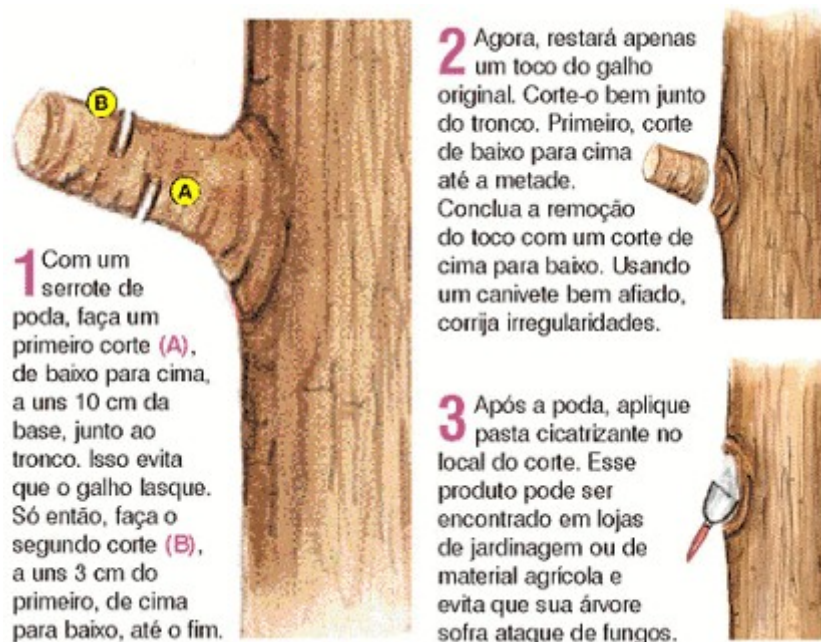 B
A
1 Com um
serrote de
poda, faça um
primeiro corte (A),
de baixo para cima,
a uns 10 cm da
base, junto ao
tronco. Isso evita
que o galho lasque.
Só então, faça o
segundo corte (B),
a uns 3 cm do
primeiro, de cima
para baixo, até o fim.
2 Agora, restará apenas
um toco do galho
original. Corte-o bem junto
do tronco. Primeiro, corte
de baixo para cima
até a metade.
Conclua a remoção
do toco com um corte de
cima para baixo. Usando
um canivete bem afiado,
corrija irregularidades.
3 Após a poda, aplique
pasta cicatrizante no
local do corte. Esse
produto pode ser
encontrado em lojas
de jardinagem ou de
material agrícola e
evita que sua árvore
sofra ataque de fungos.